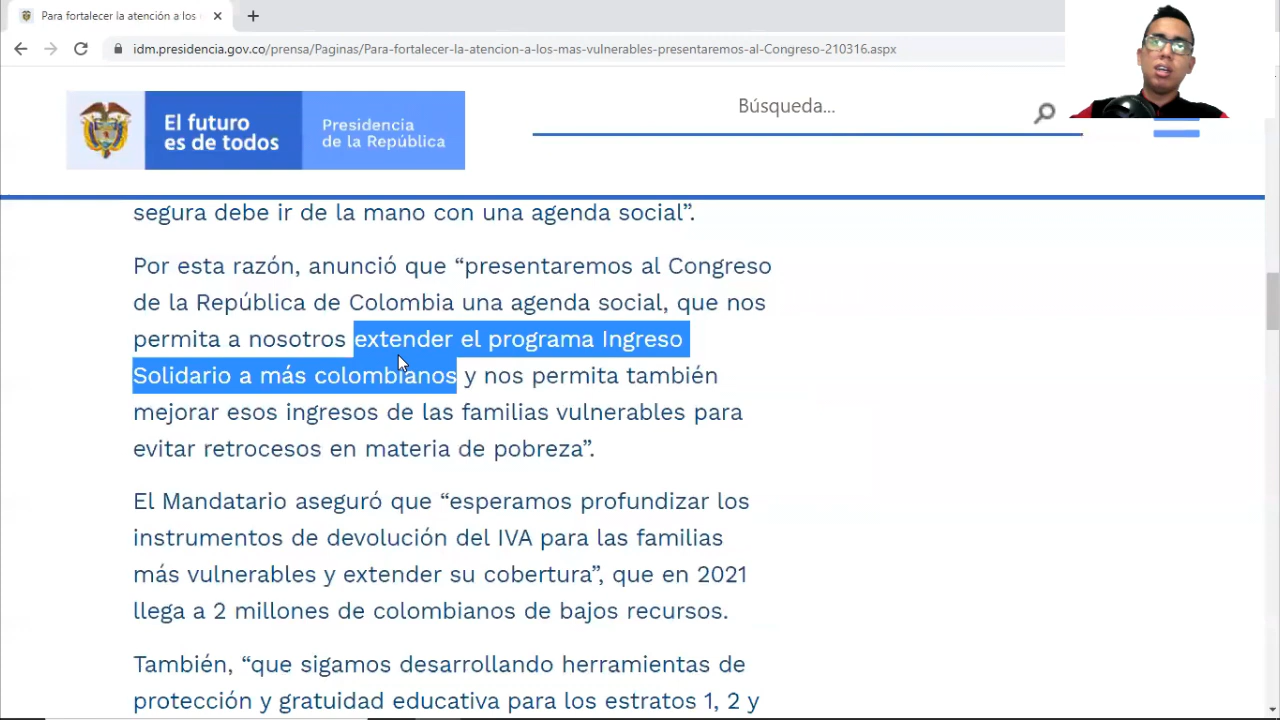 Para fortalecer la atención a los
idm.presidencia.gov.co/prensa/Paginas/Para-fortalecer-la-atencion-a-los-mas-vulnerables-presentaremos-al-Congreso-210316.aspx
El futuro
es de todos
Presidencia
de la República
Búsqueda...
segura debe ir de la mano con una agenda social”.
Por esta razón, anunció que “presentaremos al Congreso
de la República de Colombia una agenda social, que nos
permita a nosotros extender el programa Ingreso
Solidario a más colombianos y nos permita también
mejorar esos ingresos de las familias vulnerables para
evitar retrocesos en materia de pobreza”.
El Mandatario aseguró que “esperamos profundizar los
instrumentos de devolución del IVA para las familias
más vulnerables y extender su cobertura”, que en 2021
llega a 2 millones de colombianos de bajos recursos.
También, “que sigamos desarrollando herramientas de
protección y gratuidad educativa para los estratos 1, 2 y